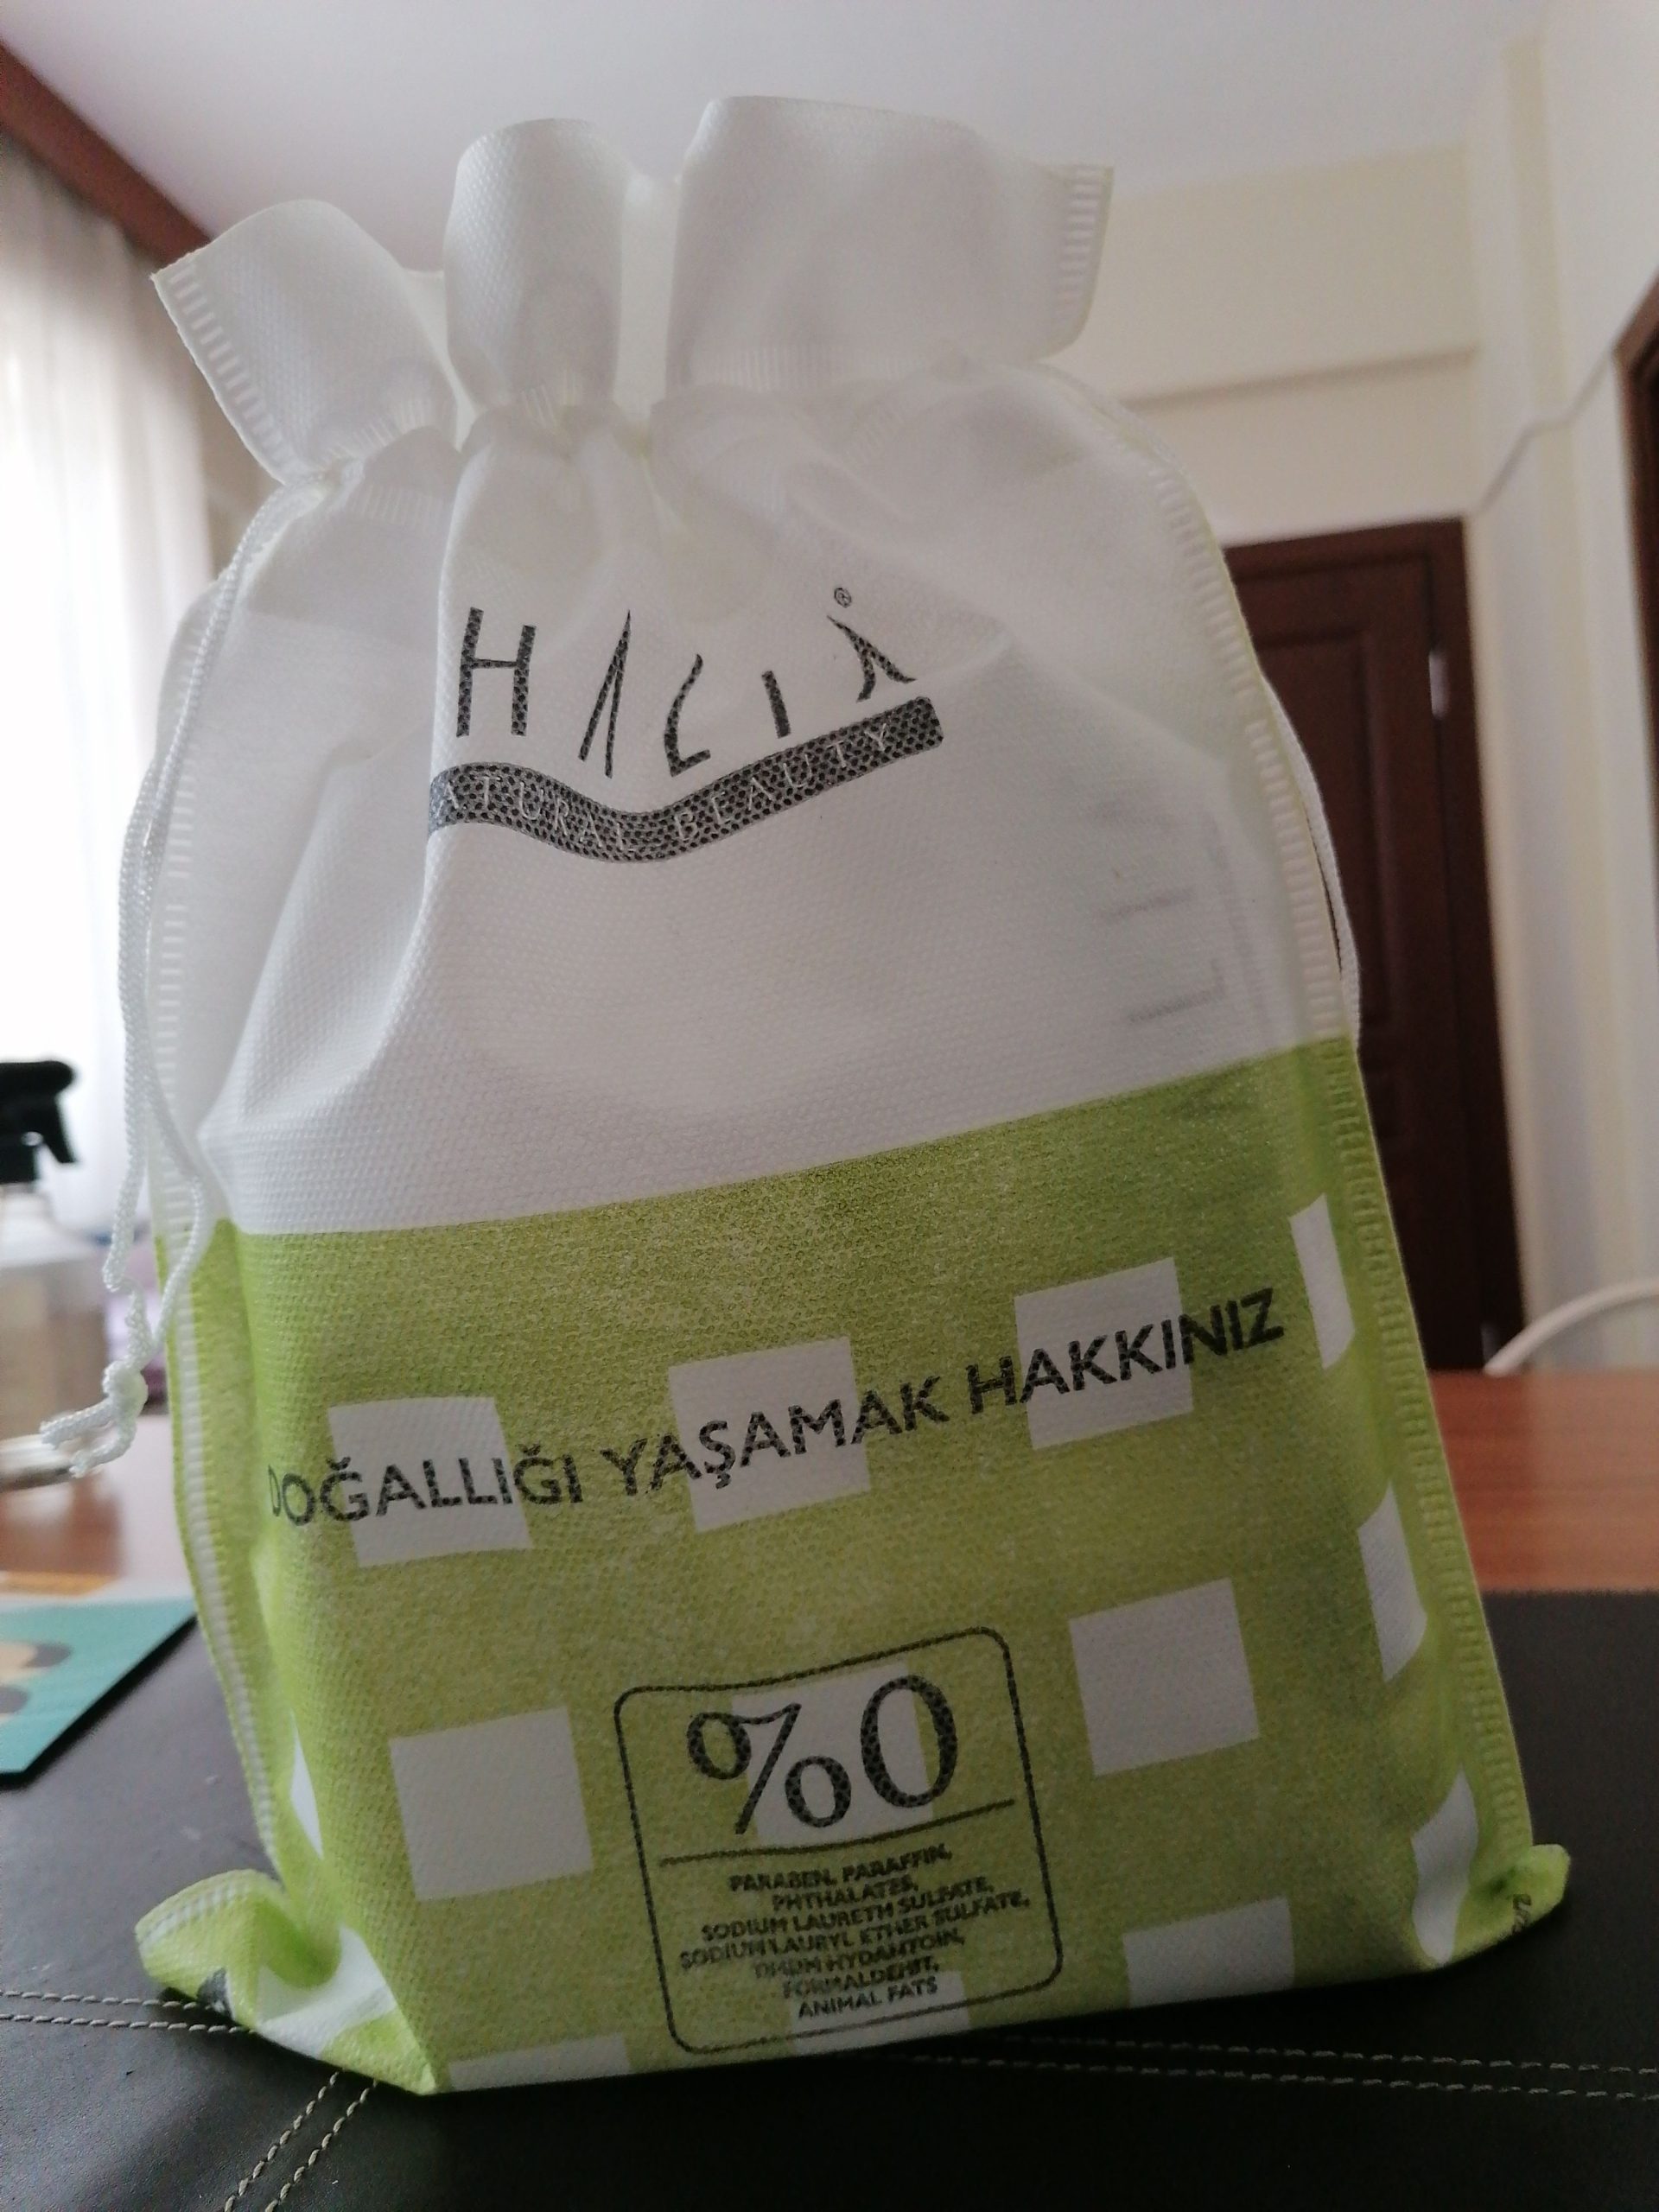 HACIA®
NATURAL BEAUTY
DOĞALLIĞI YAŞAMAK HAKKINIZ
%0
PARABEN, PARAFFIN,
PHTHALATES,
SODIUM LAURETH SULFATE,
SODIUM LAURYL ETHER SULFATE,
DMDM HYDANTOIN,
FORMALDEHIT,
ANIMAL FATS